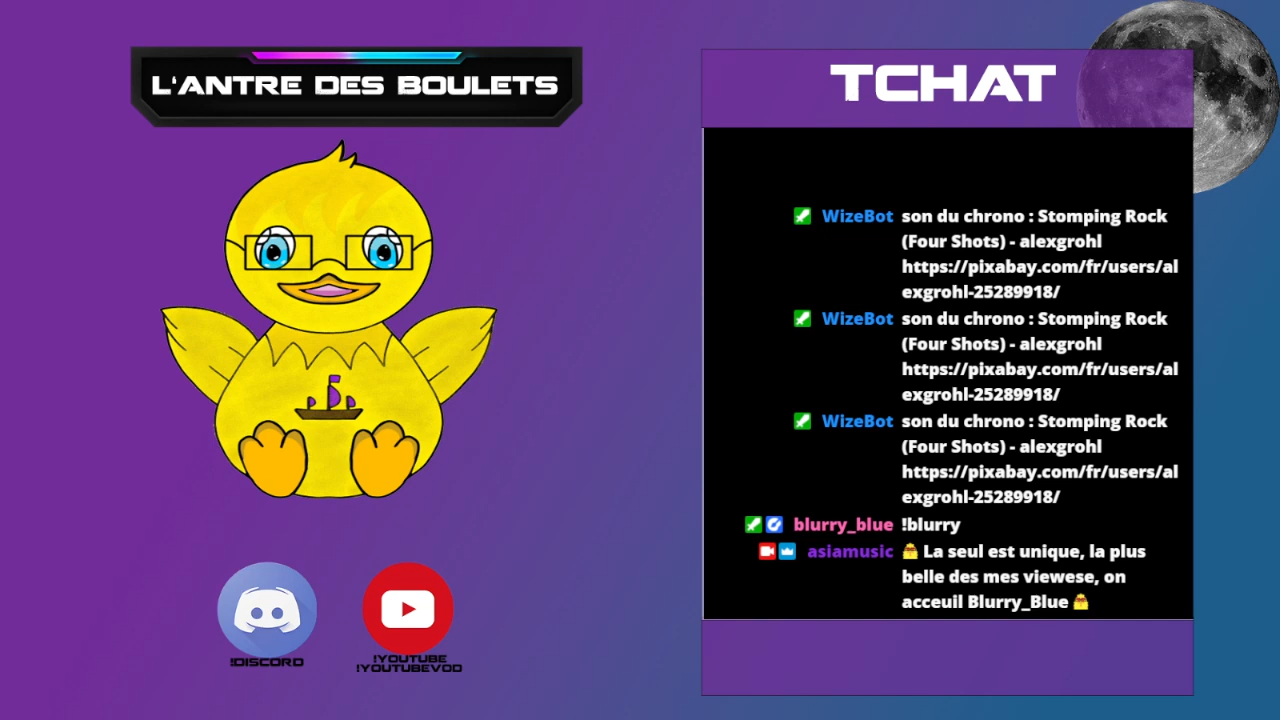 L'ANTRE DES BOULETS
TCHAT
WizeBot son du chrono : Stomping Rock
(Four Shots) - alexgrohl
https://pixabay.com/fr/users/al
exgrohl-25289918/
WizeBot son du chrono : Stomping Rock
(Four Shots) - alexgrohl
https://pixabay.com/fr/users/al
exgrohl-25289918/
WizeBot son du chrono : Stomping Rock
(Four Shots) - alexgrohl
https://pixabay.com/fr/users/al
exgrohl-25289918/
blurry_blue !blurry
asiamusic La seul est unique, la plus
belle des mes viewese, on
acceuil Blurry_Blue
!DISCORD
!YOUTUBE
!YOUTUBEVOD